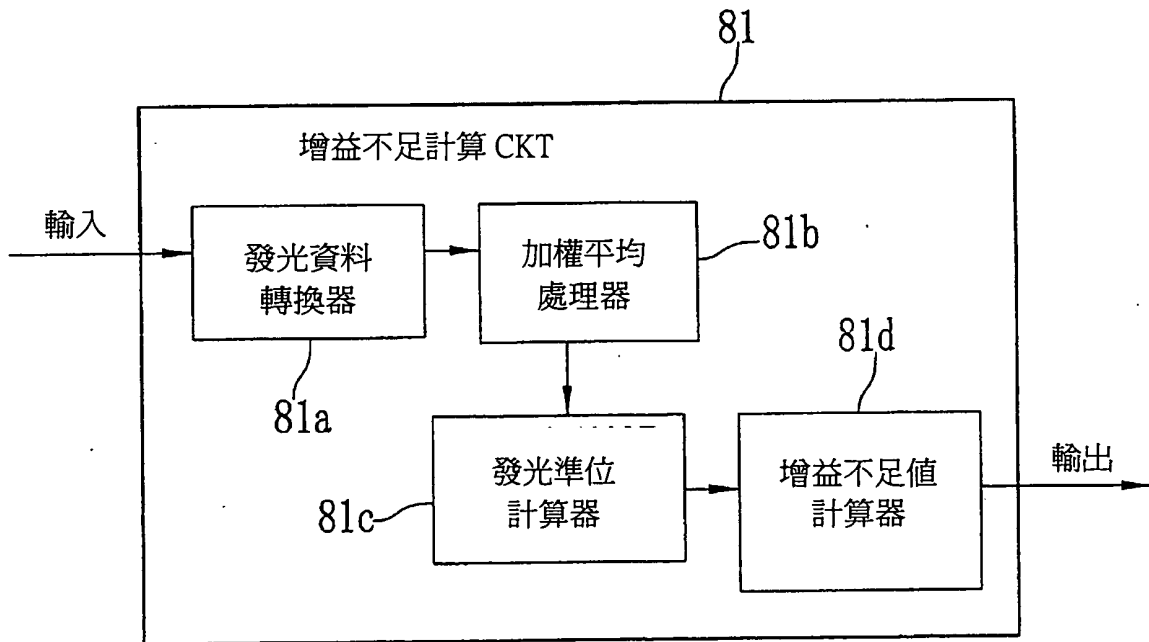 81
增益不足計算 CKT
輸入
發光資料
轉換器
81a
加權平均
處理器
81b
發光準位
計算器
81c
81d
增益不足值
計算器
輸出